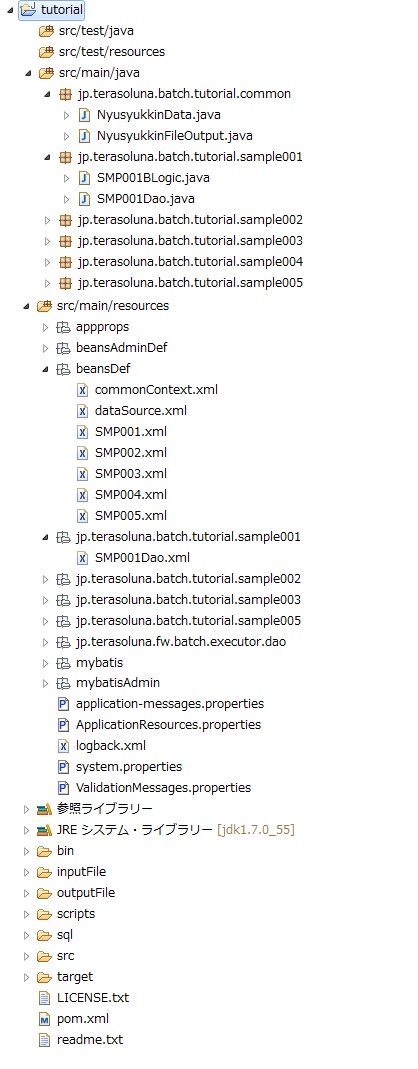 tutorial
src/test/java
src/test/resources
src/main/java
jp.terasoluna.batch.tutorial.common
NyusyukkinData.java
NyusyukkinFileOutput.java
jp.terasoluna.batch.tutorial.sample001
SMP001BLogic.java
SMP001Dao.java
jp.terasoluna.batch.tutorial.sample002
jp.terasoluna.batch.tutorial.sample003
jp.terasoluna.batch.tutorial.sample004
jp.terasoluna.batch.tutorial.sample005
src/main/resources
appprops
beansAdminDef
beansDef
commonContext.xml
dataSource.xml
SMP001.xml
SMP002.xml
SMP003.xml
SMP004.xml
SMP005.xml
jp.terasoluna.batch.tutorial.sample001
SMP001Dao.xml
jp.terasoluna.batch.tutorial.sample002
jp.terasoluna.batch.tutorial.sample003
jp.terasoluna.batch.tutorial.sample005
jp.terasoluna.fw.batch.executor.dao
mybatis
mybatisAdmin
application-messages.properties
ApplicationResources.properties
logback.xml
system.properties
ValidationMessages.properties
参照ライブラリー
JRE システム・ライブラリー [jdk1.7.0_55]
bin
inputFile
outputFile
scripts
sql
src
target
LICENSE.txt
pom.xml
readme.txt